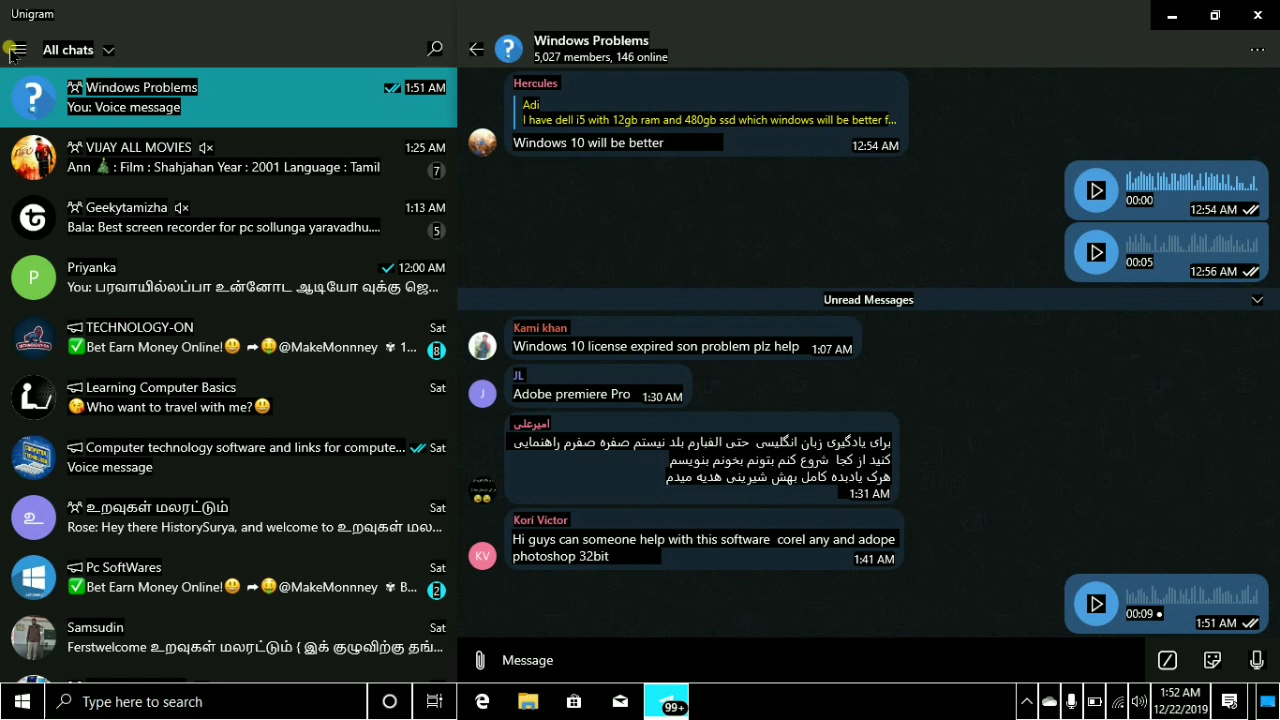 Unigram
All chats
Windows Problems
1:51 AM
You: Voice message
VIJAY ALL MOVIES
1:25 AM
Ann 🎄 : Film : Shahjahan Year : 2001 Language : Tamil
7
Geekytamizha
1:13 AM
Bala: Best screen recorder for pc sollunga yaravadhu....
5
P
Priyanka
12:00 AM
You: பரவாயில்லப்பா உன்னோட ஆடியோ வுக்கு ஜெ...
TECHNOLOGY-ON
Sat
✅Bet Earn Money Online!😃 ➦🤑@MakeMonnney ✾ 1...
8
Learning Computer Basics
Sat
😘Who want to travel with me?😃
Computer technology software and links for compute...
Sat
Voice message
உ
உறவுகள் மலரட்டும்
Sat
Rose: Hey there HistorySurya, and welcome to உறவுகள் மல...
Pc SoftWares
Sat
✅Bet Earn Money Online!😃 ➦🤑@MakeMonnney ✾ B...
2
Samsudin
Sat
Ferstwelcome உறவுகள் மலரட்டும் { இக் குழுவிற்கு தங்...
Windows Problems
5,027 members, 146 online
Hercules
Adi
I have dell i5 with 12gb ram and 480gb ssd which windows will be better f...
Windows 10 will be better
12:54 AM
00:00
12:54 AM
00:05
12:56 AM
Unread Messages
Kami khan
Windows 10 license expired son problem plz help
1:07 AM
J
JL
Adobe premiere Pro
1:30 AM
امیرعلی
برای یادگیری زبان انگلیسی حتی الفبارم بلد نیستم صفره صفرم راهنمایی
کنید از کجا شروع کنم بتونم بخونم بنویسم
هرک یادبده کامل بهش شیرینی هدیه میدم
1:31 AM
KV
Kori Victor
Hi guys can someone help with this software corel any and adope
photoshop 32bit
1:41 AM
00:09
1:51 AM
Message
Type here to search
99+
1:52 AM
12/22/2019